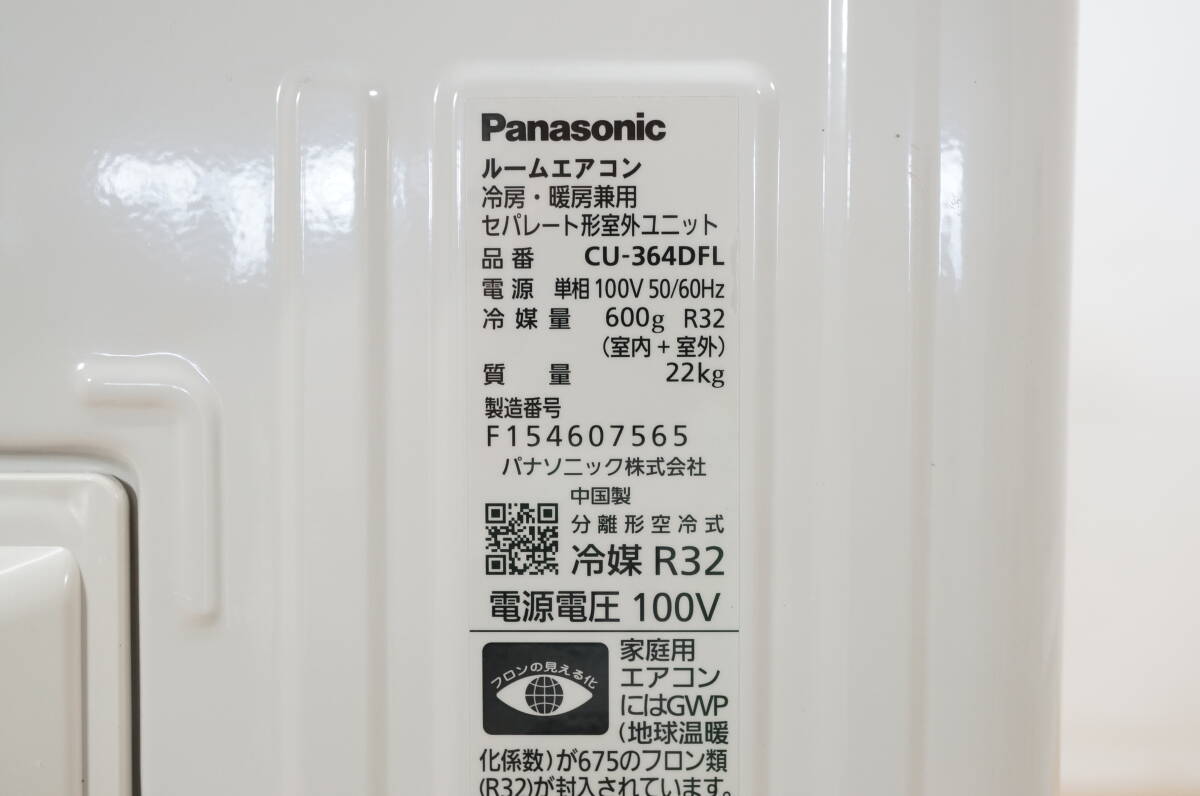 Panasonic
ルームエアコン
冷房・暖房兼用
セパレート形室外ユニット
品番 CU-364DFL
電源 単相 100V 50/60Hz
冷媒量 600g R32
(室内+室外)
質量 22kg
製造番号
F154607565
パナソニック株式会社
中国製
分離形空冷式
冷媒 R32
電源電圧 100V
フロンの見える化
家庭用
エアコン
にはGWP
(地球温暖
化係数)が675のフロン類
(R32)が封入されています。